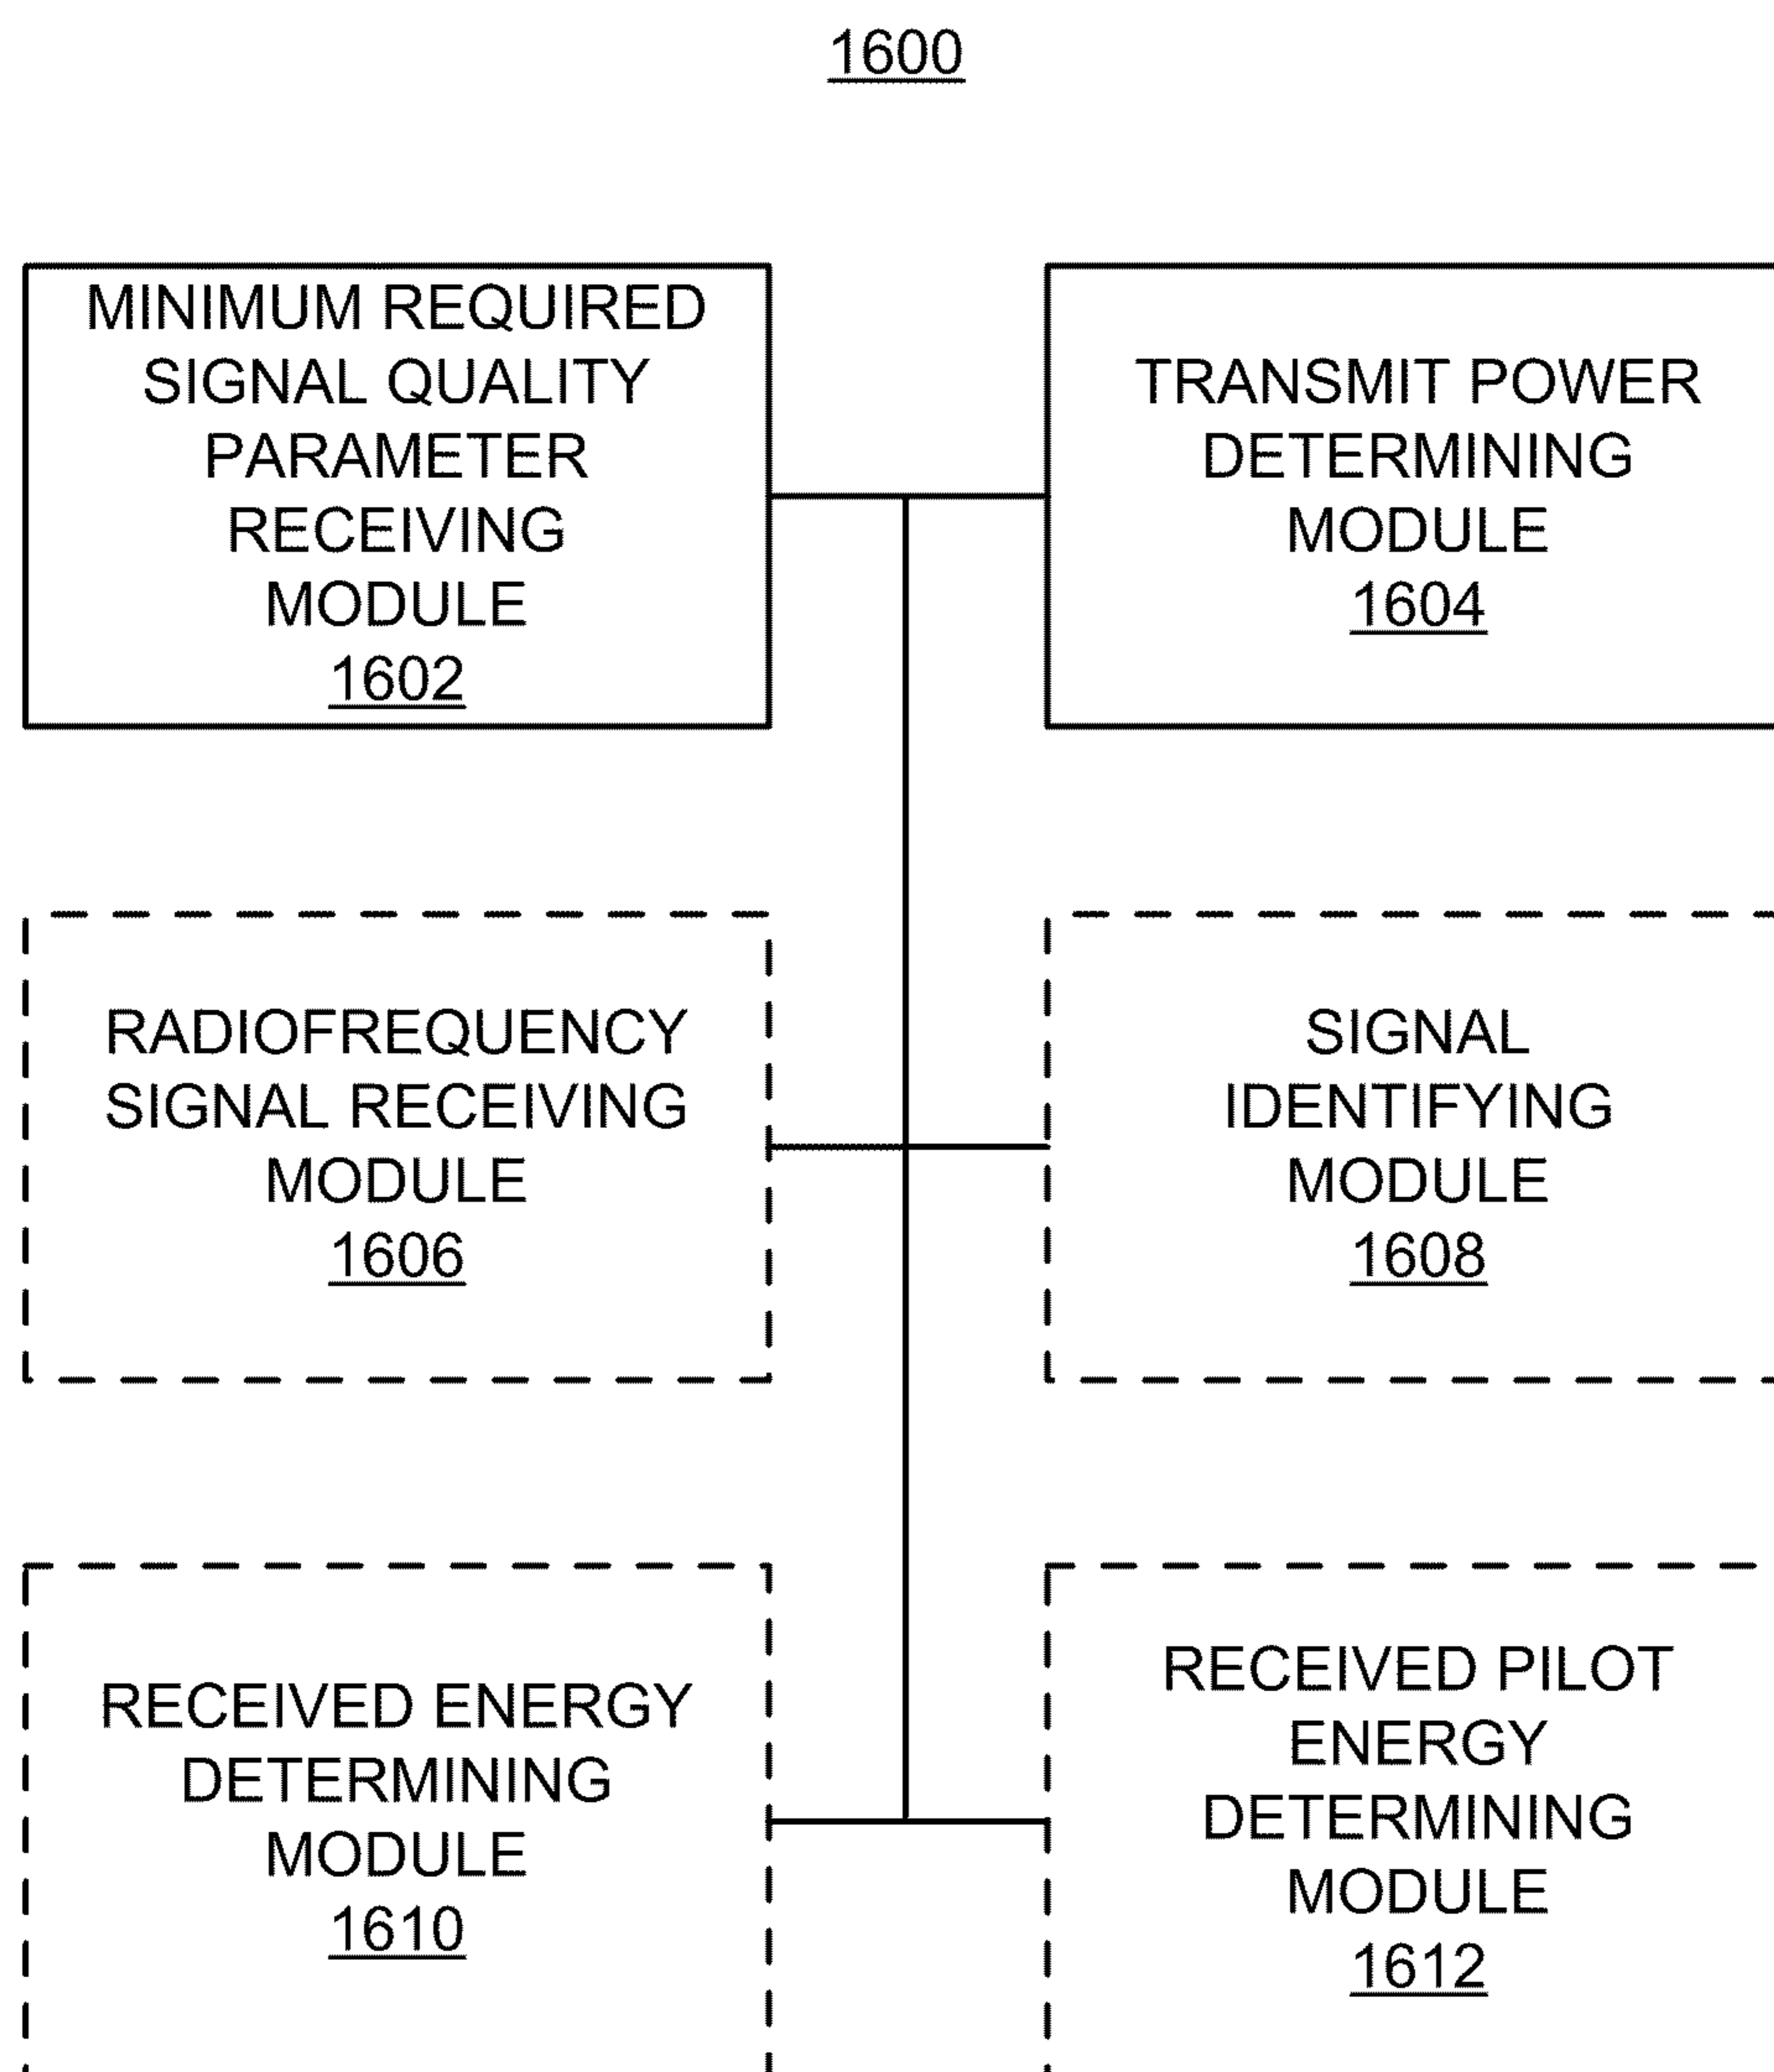 1600
MINIMUM REQUIRED
SIGNAL QUALITY
PARAMETER
RECEIVING
MODULE
1602
TRANSMIT POWER
DETERMINING
MODULE
1604
RADIOFREQUENCY
SIGNAL RECEIVING
MODULE
1606
SIGNAL
IDENTIFYING
MODULE
1608
RECEIVED ENERGY
DETERMINING
MODULE
1610
RECEIVED PILOT
ENERGY
DETERMINING
MODULE
1612